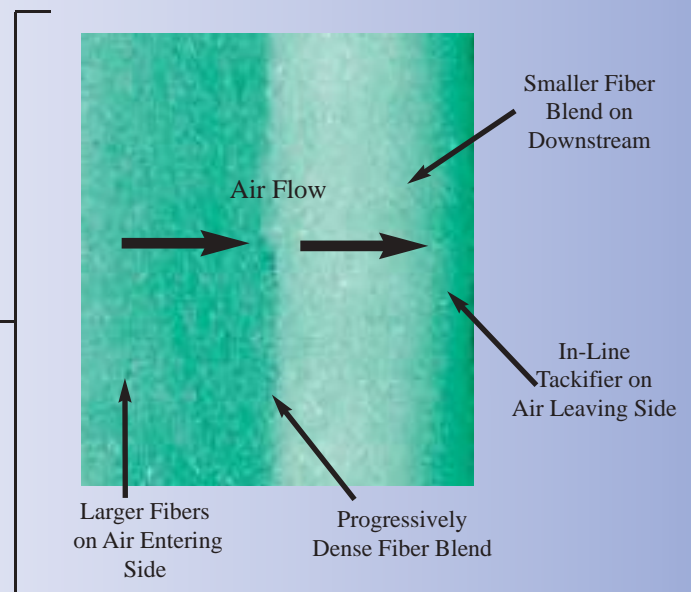 Smaller Fiber
Blend on
Downstream
Air Flow
In-Line
Tackifier on
Air Leaving Side
Larger Fibers
on Air Entering
Side
Progressively
Dense Fiber Blend